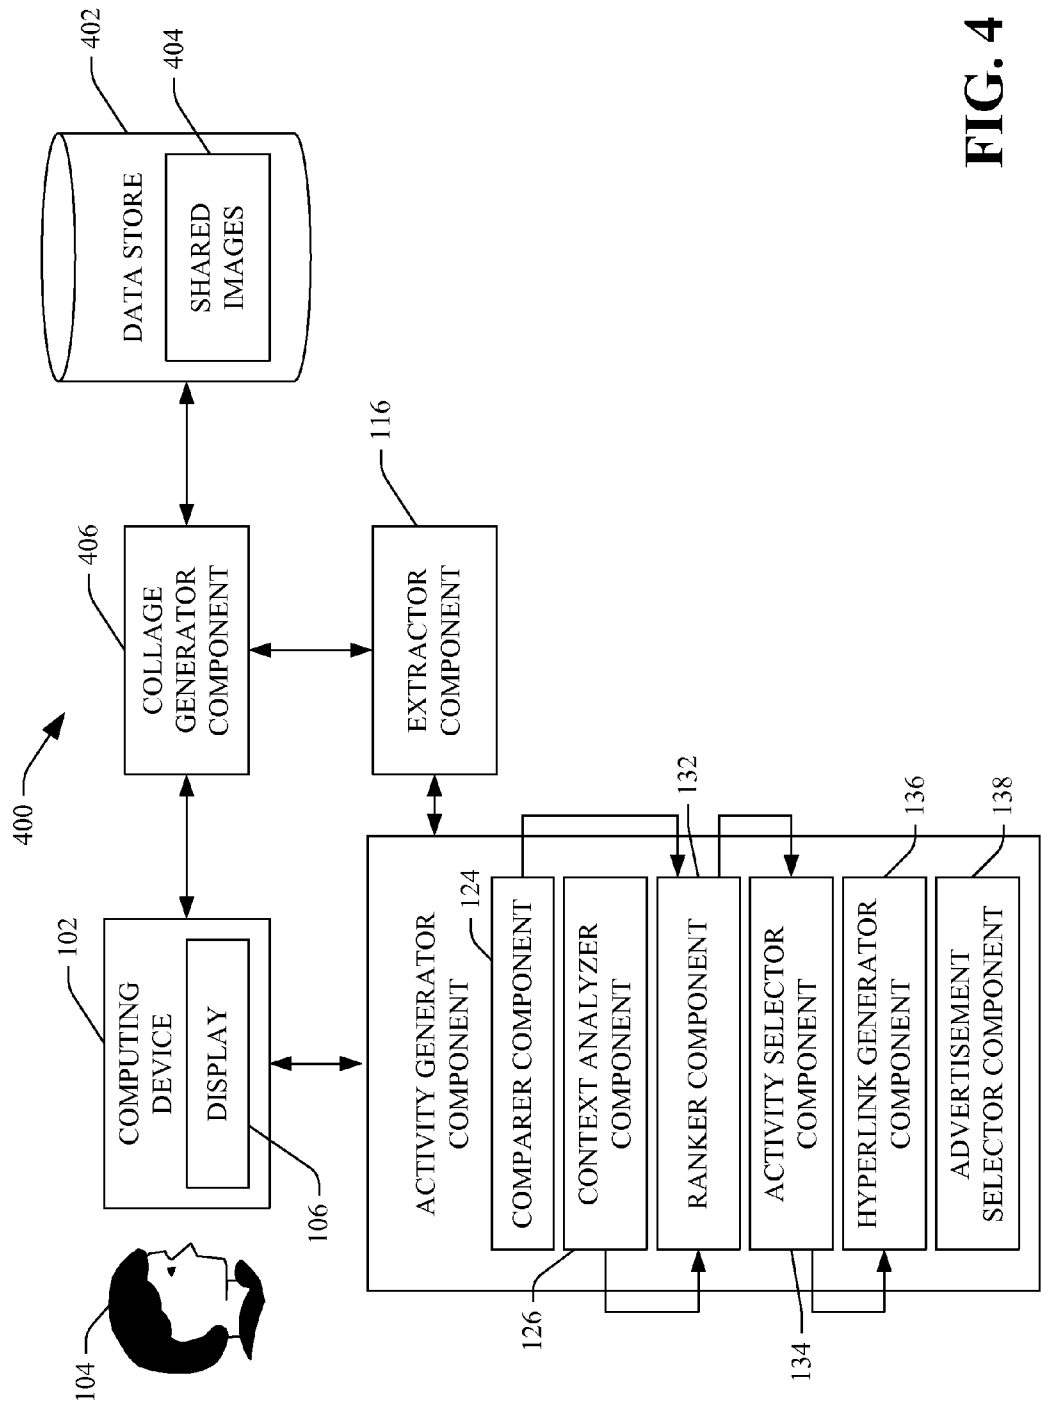 400
104
102
COMPUTING
DEVICE
DISPLAY
106
406
COLLAGE
GENERATOR
COMPONENT
402
DATA STORE
404
SHARED
IMAGES
116
EXTRACTOR
COMPONENT
ACTIVITY GENERATOR
COMPONENT
124
COMPARER COMPONENT
CONTEXT ANALYZER
COMPONENT
126
132
RANKER COMPONENT
ACTIVITY SELECTOR
COMPONENT
134
136
HYPERLINK GENERATOR
COMPONENT
138
ADVERTISEMENT
SELECTOR COMPONENT
FIG. 4